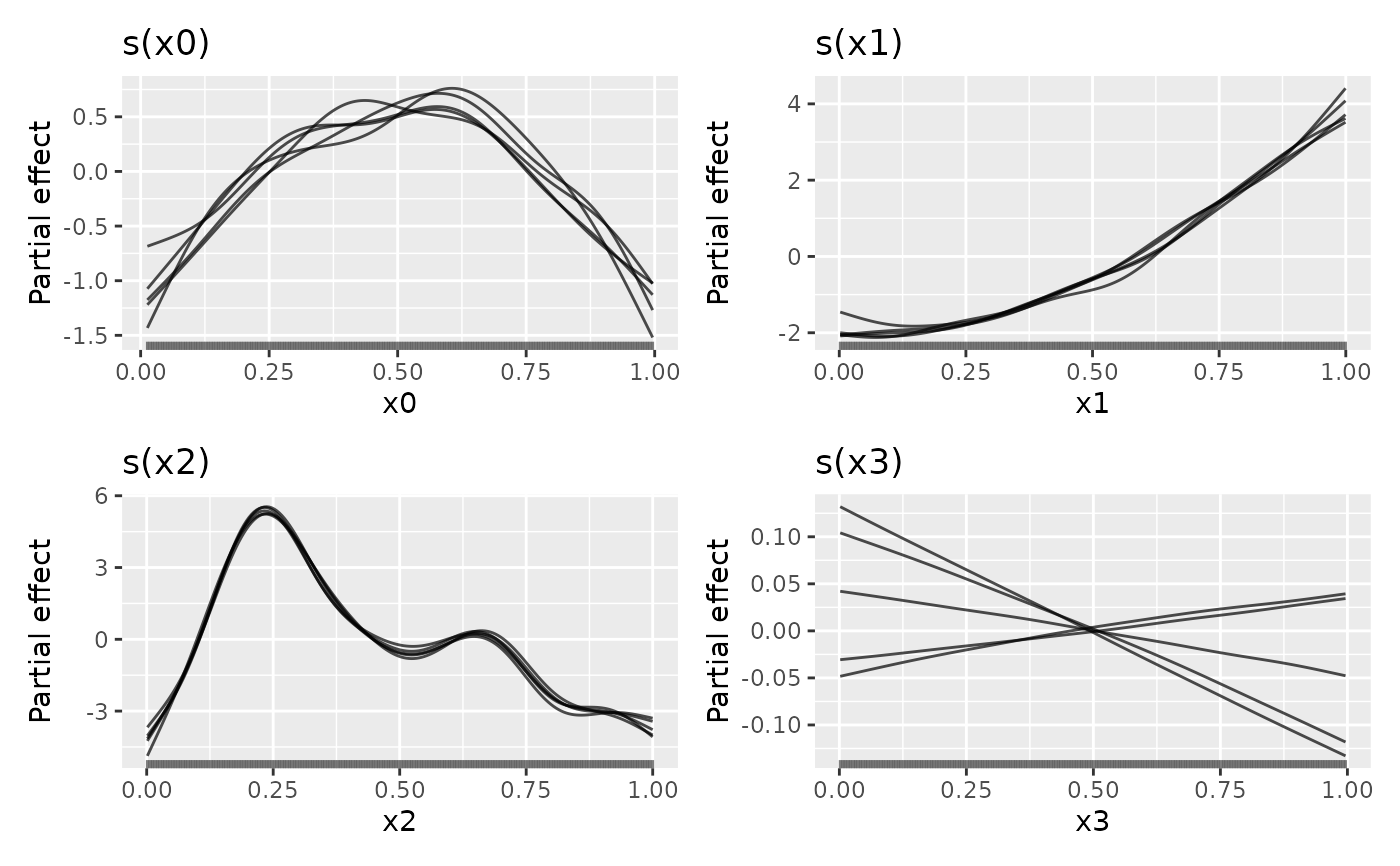 s(x0)
Partial effect
0.5
0.0
-0.5
-1.0
-1.5
0.00 0.25 0.50 0.75 1.00
x0
s(x1)
Partial effect
4
2
0
-2
0.00 0.25 0.50 0.75 1.00
x1
s(x2)
Partial effect
6
3
0
-3
0.00 0.25 0.50 0.75 1.00
x2
s(x3)
Partial effect
0.10
0.05
0.00
-0.05
-0.10
0.00 0.25 0.50 0.75 1.00
x3